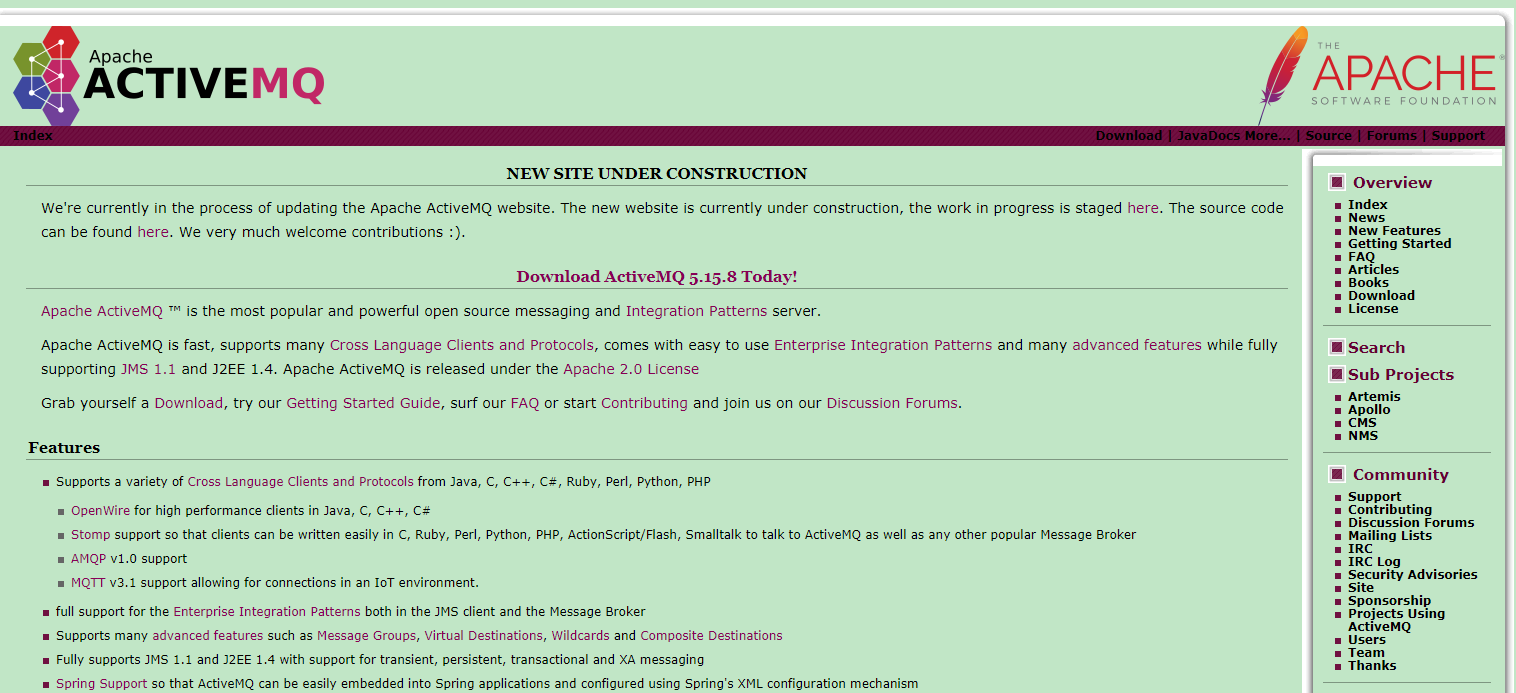 Apache
ACTIVEMQ
THE
APACHE®
SOFTWARE FOUNDATION
Index
Download | JavaDocs More... | Source | Forums | Support
NEW SITE UNDER CONSTRUCTION
We're currently in the process of updating the Apache ActiveMQ website. The new website is currently under construction, the work in progress is staged here. The source code
can be found here. We very much welcome contributions :).
Download ActiveMQ 5.15.8 Today!
Apache ActiveMQ ™ is the most popular and powerful open source messaging and Integration Patterns server.
Apache ActiveMQ is fast, supports many Cross Language Clients and Protocols, comes with easy to use Enterprise Integration Patterns and many advanced features while fully
supporting JMS 1.1 and J2EE 1.4. Apache ActiveMQ is released under the Apache 2.0 License
Grab yourself a Download, try our Getting Started Guide, surf our FAQ or start Contributing and join us on our Discussion Forums.
Features
Supports a variety of Cross Language Clients and Protocols from Java, C, C++, C#, Ruby, Perl, Python, PHP
OpenWire for high performance clients in Java, C, C++, C#
Stomp support so that clients can be written easily in C, Ruby, Perl, Python, PHP, ActionScript/Flash, Smalltalk to talk to ActiveMQ as well as any other popular Message Broker
AMQP v1.0 support
MQTT v3.1 support allowing for connections in an IoT environment.
full support for the Enterprise Integration Patterns both in the JMS client and the Message Broker
Supports many advanced features such as Message Groups, Virtual Destinations, Wildcards and Composite Destinations
Fully supports JMS 1.1 and J2EE 1.4 with support for transient, persistent, transactional and XA messaging
Spring Support so that ActiveMQ can be easily embedded into Spring applications and configured using Spring's XML configuration mechanism
Overview
Index
News
New Features
Getting Started
FAQ
Articles
Books
Download
License
Search
Sub Projects
Artemis
Apollo
CMS
NMS
Community
Support
Contributing
Discussion Forums
Mailing Lists
IRC
IRC Log
Security Advisories
Site
Sponsorship
Projects Using
ActiveMQ
Users
Team
Thanks